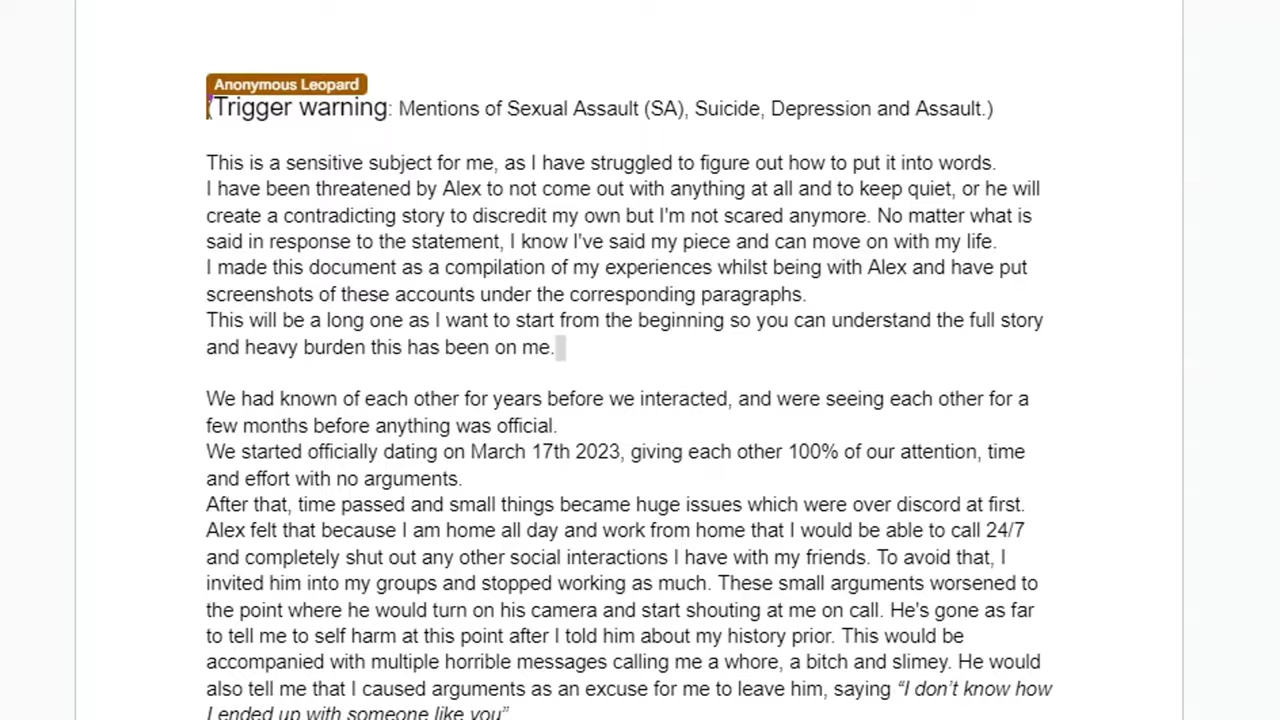 Anonymous Leopard
(Trigger warning: Mentions of Sexual Assault (SA), Suicide, Depression and Assault.)
This is a sensitive subject for me, as I have struggled to figure out how to put it into words.
I have been threatened by Alex to not come out with anything at all and to keep quiet, or he will
create a contradicting story to discredit my own but I'm not scared anymore. No matter what is
said in response to the statement, I know I've said my piece and can move on with my life.
I made this document as a compilation of my experiences whilst being with Alex and have put
screenshots of these accounts under the corresponding paragraphs.
This will be a long one as I want to start from the beginning so you can understand the full story
and heavy burden this has been on me.
We had known of each other for years before we interacted, and were seeing each other for a
few months before anything was official.
We started officially dating on March 17th 2023, giving each other 100% of our attention, time
and effort with no arguments.
After that, time passed and small things became huge issues which were over discord at first.
Alex felt that because I am home all day and work from home that I would be able to call 24/7
and completely shut out any other social interactions I have with my friends. To avoid that, I
invited him into my groups and stopped working as much. These small arguments worsened to
the point where he would turn on his camera and start shouting at me on call. He's gone as far
to tell me to self harm at this point after I told him about my history prior. This would be
accompanied with multiple horrible messages calling me a whore, a bitch and slimey. He would
also tell me that I caused arguments as an excuse for me to leave him, saying “I don’t know how
I ended up with someone like you”